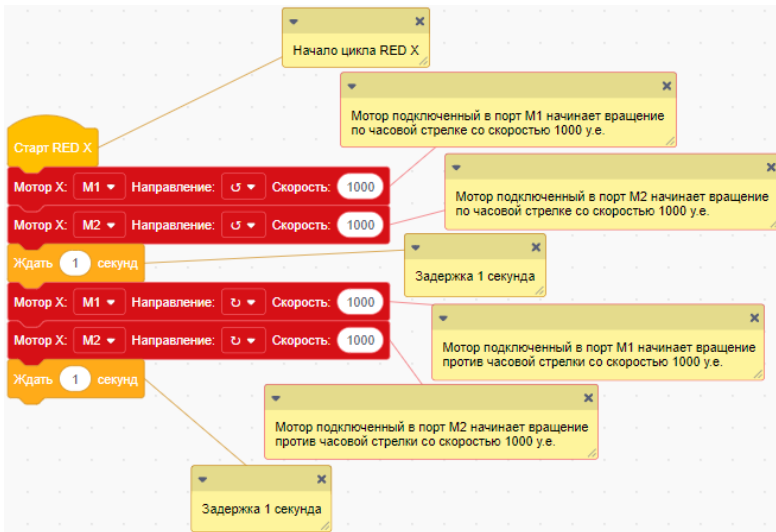 Начало цикла RED X
Мотор подключенный в порт М1 начинает вращение
по часовой стрелке со скоростью 1000 у.е.
Старт RED X
Мотор X: M1 Направление: ↺ Скорость: 1000
Мотор подключенный в порт М2 начинает вращение
по часовой стрелке со скоростью 1000 у.е.
Мотор X: M2 Направление: ↺ Скорость: 1000
Ждать 1 секунд
Задержка 1 секунда
Мотор X: M1 Направление: ↻ Скорость: 1000
Мотор подключенный в порт М1 начинает вращение
против часовой стрелки со скоростью 1000 у.е.
Мотор X: M2 Направление: ↻ Скорость: 1000
Ждать 1 секунд
Мотор подключенный в порт М2 начинает вращение
против часовой стрелки со скоростью 1000 у.е.
Задержка 1 секунда